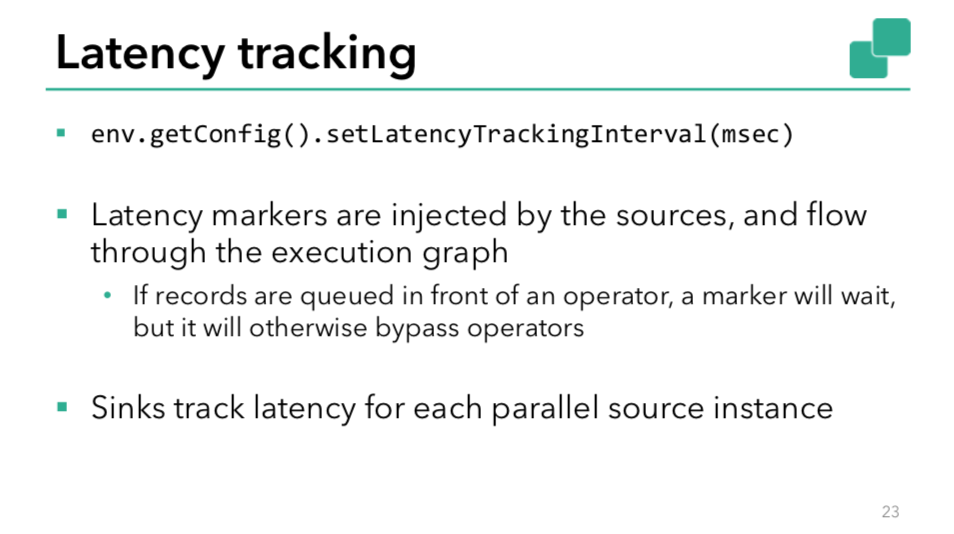 Latency tracking
env.getConfig().setLatencyTrackingInterval(msec)
Latency markers are injected by the sources, and flow
through the execution graph
If records are queued in front of an operator, a marker will wait,
but it will otherwise bypass operators
Sinks track latency for each parallel source instance
23